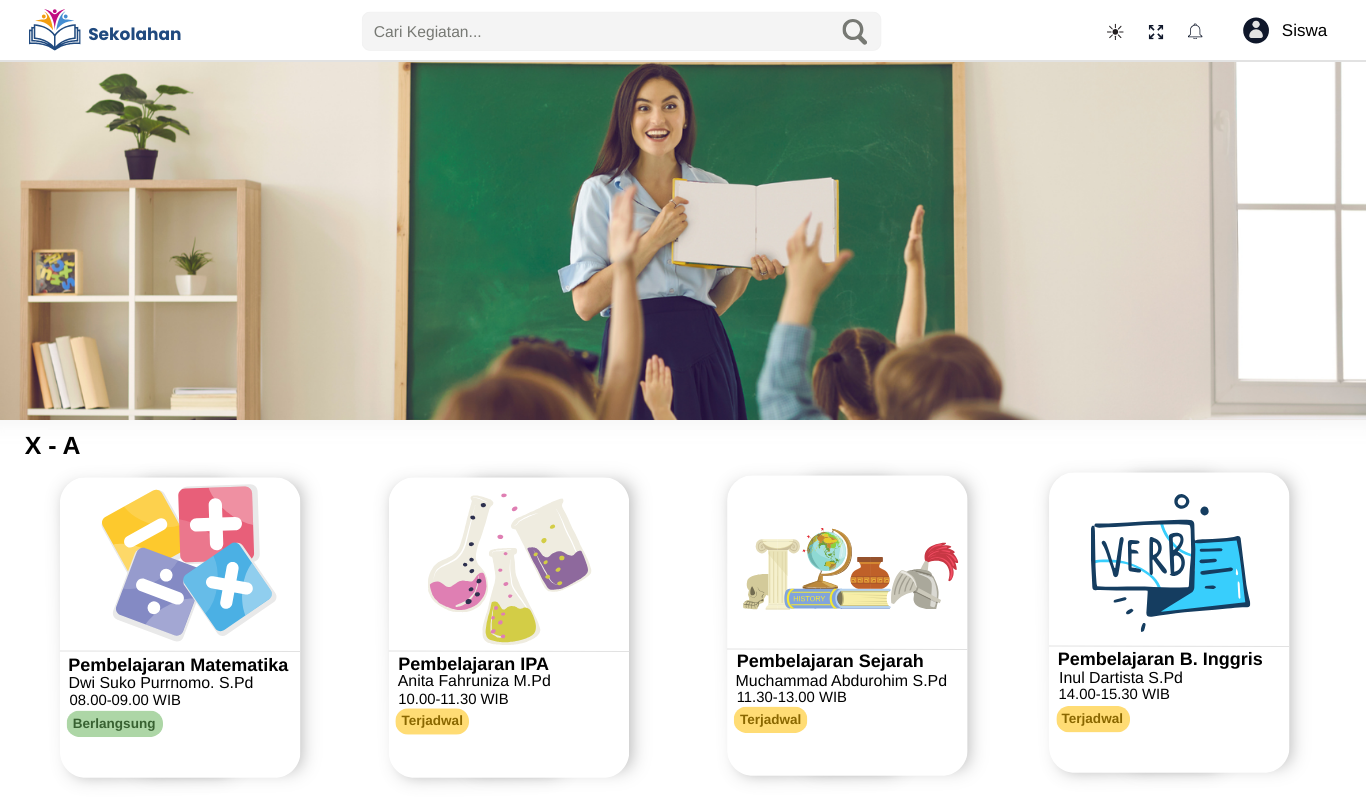 Sekolahan
Cari Kegiatan...
Siswa
X - A
HISTORY
VERB
Pembelajaran Matematika
Dwi Suko Purrnomo. S.Pd
08.00-09.00 WIB
Berlangsung
Pembelajaran IPA
Anita Fahruniza M.Pd
10.00-11.30 WIB
Terjadwal
Pembelajaran Sejarah
Muchammad Abdurohim S.Pd
11.30-13.00 WIB
Terjadwal
Pembelajaran B. Inggris
Inul Dartista S.Pd
14.00-15.30 WIB
Terjadwal